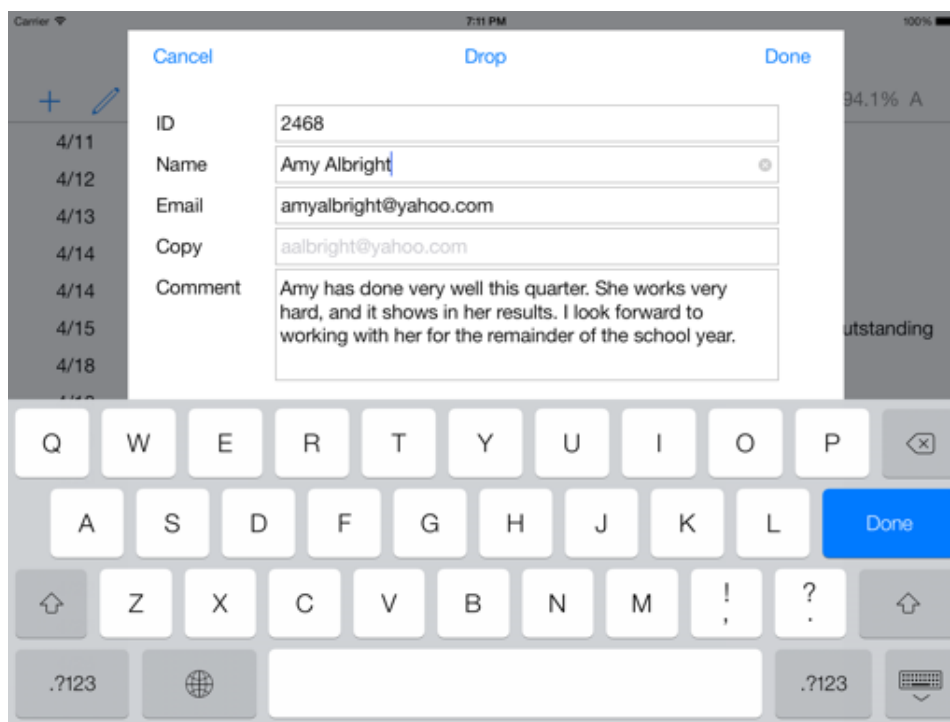 Carrier 7:11 PM 100%
Cancel Drop Done
94.1% A
ID 2468
4/11
Name Amy Albright
4/12
Email amyalbright@yahoo.com
4/13
Copy aalbright@yahoo.com
4/14
Comment Amy has done very well this quarter. She works very
4/14
hard, and it shows in her results. I look forward to
4/15 working with her for the remainder of the school year. utstanding
4/18
Q W E R T Y U I O P
A S D F G H J K L Done
Z X C V B N M ! , ? .
.?123 .?123